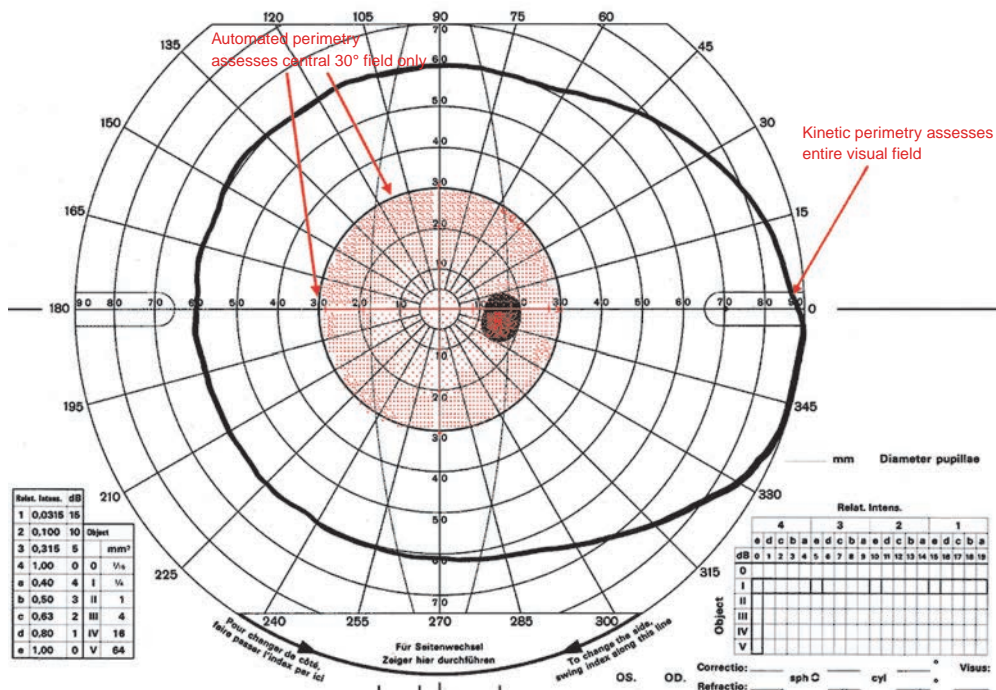 120
105
90
75
60
135
45
150
30
165
15
180
0
195
345
210
330
225
315
240
255
270
285
300
Automated perimetry
assesses central 30° field only
Kinetic perimetry assesses
entire visual field
70
60
50
40
30
20
10
90 80 70 60 50 40 30 20 10
10 20 30 40 50 60 70 80 90
10
20
30
40
50
60
70
mm Diameter pupillae
Relat. Intens. dB
1 0,0315 15
2 0,100 10 Object
3 0,315 5 mm²
4 1,00 0 0 1/16
a 0,40 4 I 1/4
b 0,50 3 II 1
c 0,63 2 III 4
d 0,80 1 IV 16
e 1,00 0 V 64
Relat. Intens.
4 3 2 1
e d c b a e d c b a e d c b a e d c b a
dB 0 1 2 3 4 5 6 7 8 9 10 11 12 13 14 15 16 17 18 19
Object
0
I
II
III
IV
V
Pour changer de côté,
faire passer l'index par ici
Für Seitenwechsel
Zeiger hier durchführen
To change the side,
swing index along this line
OS. OD.
Correctio: sph cyl ° Visus:
Refractio: °